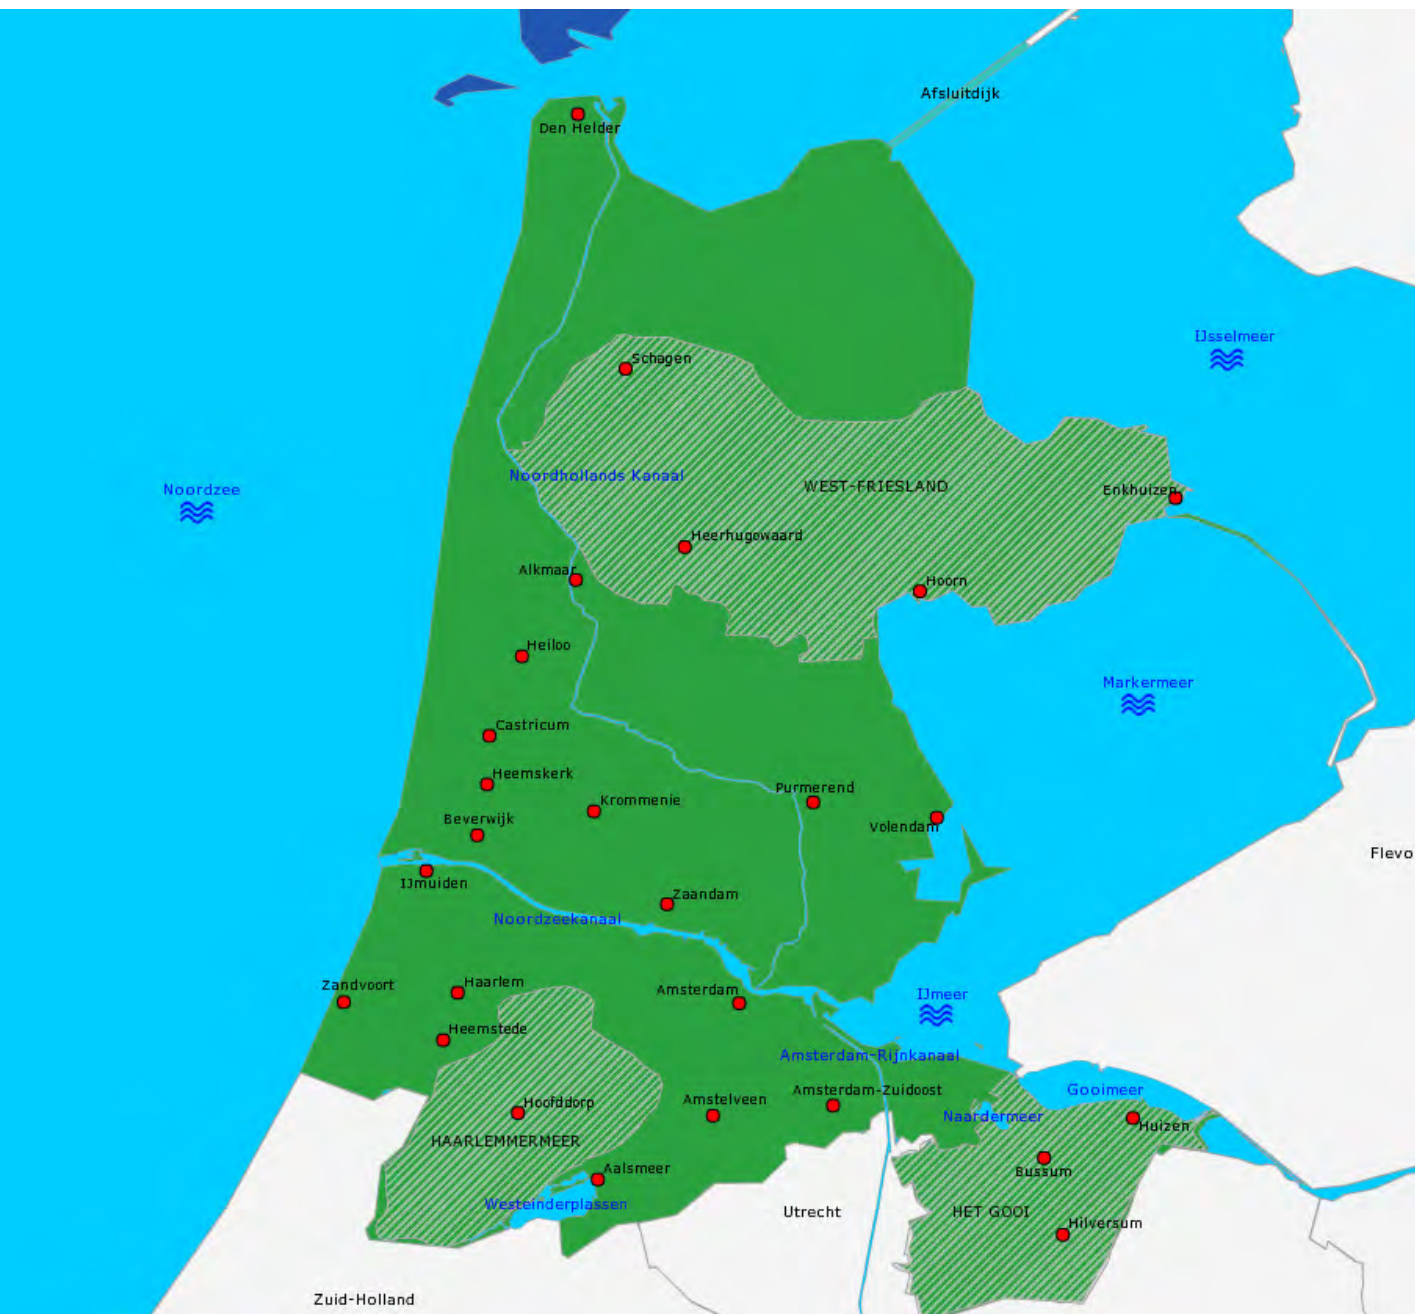 Afsluitdijk
Den Helder
IJsselmeer
Schagen
Noordhollands Kanaal
WEST-FRIESLAND
Noordzee
Enkhuizen
Heerhugowaard
Alkmaar
Hoorn
Heiloo
Markermeer
Castricum
Heemskerk
Purmerend
Krommenie
Beverwijk
Volendam
Flevo
IJmuiden
Zaandam
Noordzeekanaal
Zandvoort
Haarlem
Amsterdam
IJmeer
Heemstede
Amsterdam-Rijnkanaal
Gooimeer
Amsterdam-Zuidoost
Amstelveen
Hoofddorp
Naardermeer
Huizen
HAARLEMMERMEER
Aalsmeer
Bussum
Westeinderplassen
Utrecht
HET GOOI
Hilversum
Zuid-Holland